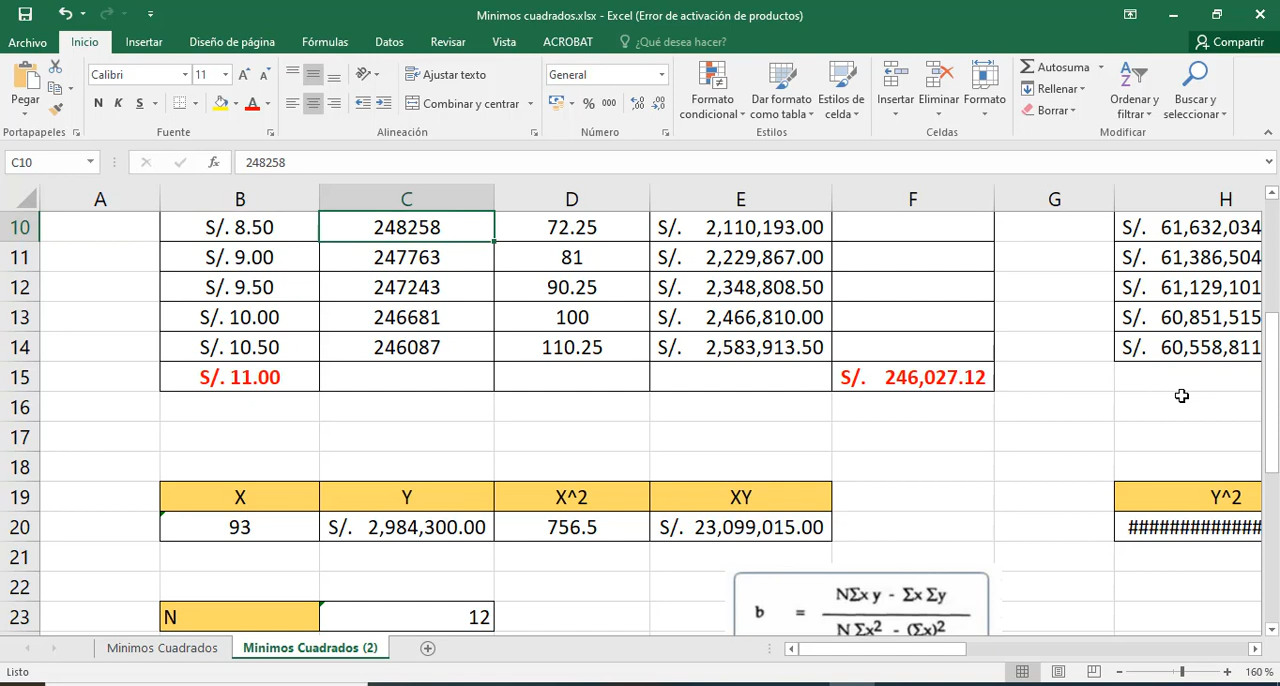 Minimos cuadrados.xlsx - Excel (Error de activación de productos)
Archivo Inicio Insertar Diseño de página Fórmulas Datos Revisar Vista ACROBAT ¿Qué desea hacer? Compartir
Pegar
Calibri 11
N K S
Ajustar texto
Combinar y centrar
General
% 000
Formato condicional
Dar formato como tabla
Estilos de celda
Insertar Eliminar Formato
Autosuma
Rellenar
Borrar
Ordenar y filtrar
Buscar y seleccionar
Portapapeles Fuente Alineación Número Estilos Celdas Modificar
C10 fx 248258
A B C D E F G H
10 S/. 8.50 248258 72.25 S/. 2,110,193.00 S/. 61,632,034
11 S/. 9.00 247763 81 S/. 2,229,867.00 S/. 61,386,504
12 S/. 9.50 247243 90.25 S/. 2,348,808.50 S/. 61,129,101
13 S/. 10.00 246681 100 S/. 2,466,810.00 S/. 60,851,515
14 S/. 10.50 246087 110.25 S/. 2,583,913.50 S/. 60,558,811
15 S/. 11.00 S/. 246,027.12
16
17
18
19 X Y X^2 XY Y^2
20 93 S/. 2,984,300.00 756.5 S/. 23,099,015.00 #############
21
22
23 N 12
b = NΣx y - Σx Σy
N Σx² - (Σx)²
Minimos Cuadrados Minimos Cuadrados (2)
Listo 160 %